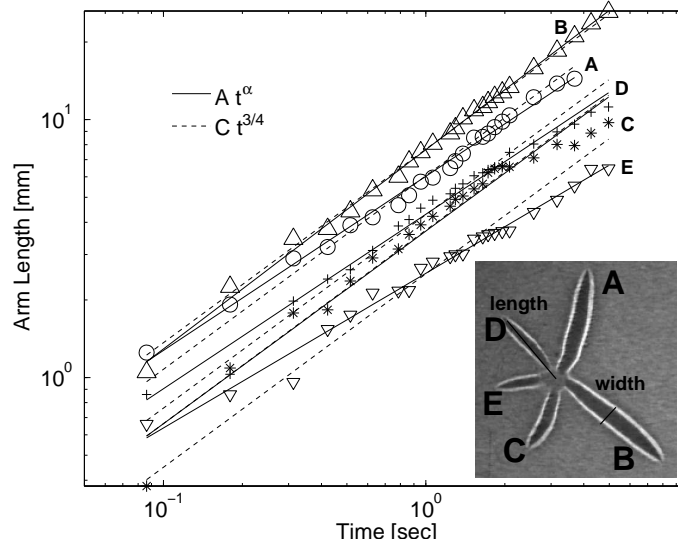 B
A
A t^α
C t^{3/4}
D
C
E
10^1
10^0
Arm Length [mm]
A
length
D
width
E
C
B
10^{-1}
10^0
Time [sec]